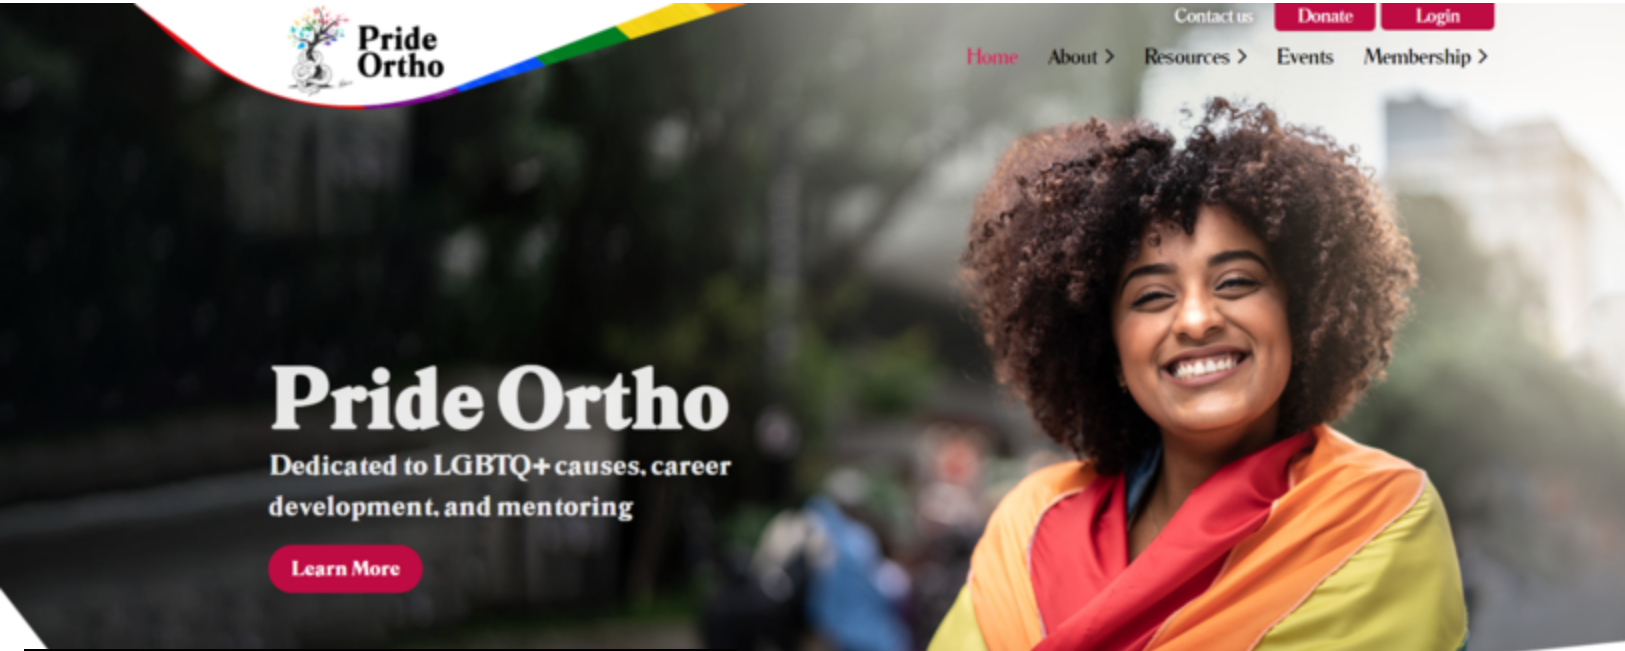 Pride
Ortho
Contact us
Donate
Login
Home
About >
Resources >
Events
Membership >
Pride Ortho
Dedicated to LGBTQ+ causes, career
development, and mentoring
Learn More